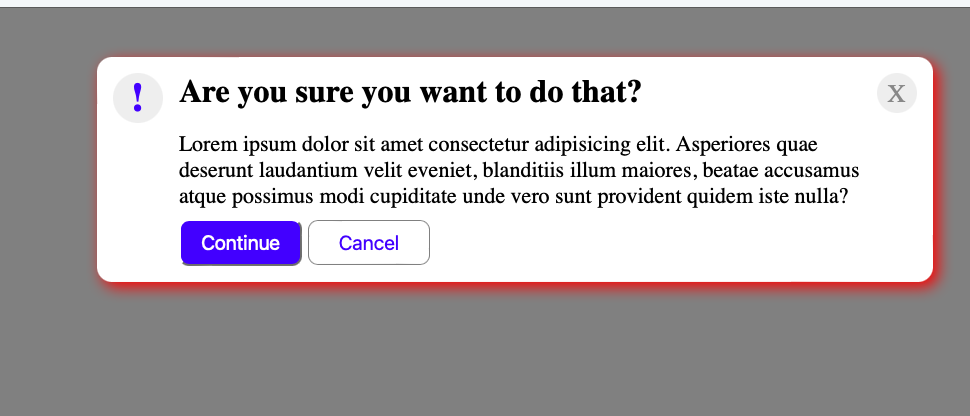 !
Are you sure you want to do that?
X
Lorem ipsum dolor sit amet consectetur adipisicing elit. Asperiores quae
deserunt laudantium velit eveniet, blanditiis illum maiores, beatae accusamus
atque possimus modi cupiditate unde vero sunt provident quidem iste nulla?
Continue
Cancel